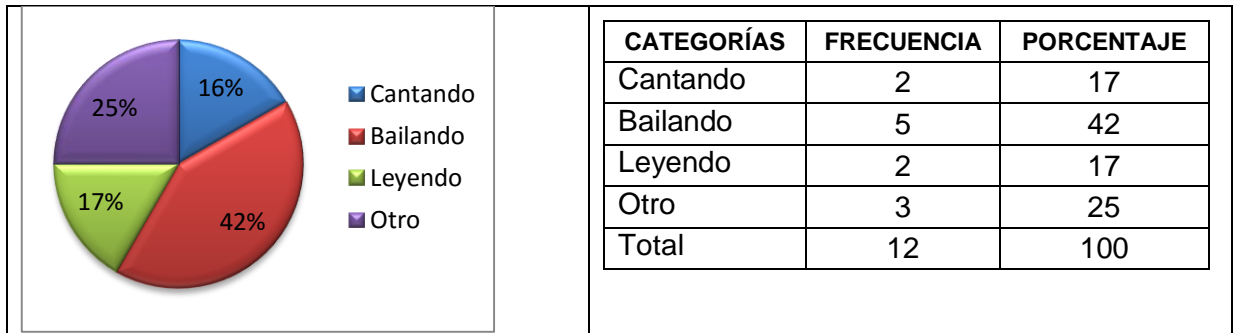 16%
25%
17%
42%
Cantando
Bailando
Leyendo
Otro
CATEGORÍAS FRECUENCIA PORCENTAJE
Cantando 2 17
Bailando 5 42
Leyendo 2 17
Otro 3 25
Total 12 100